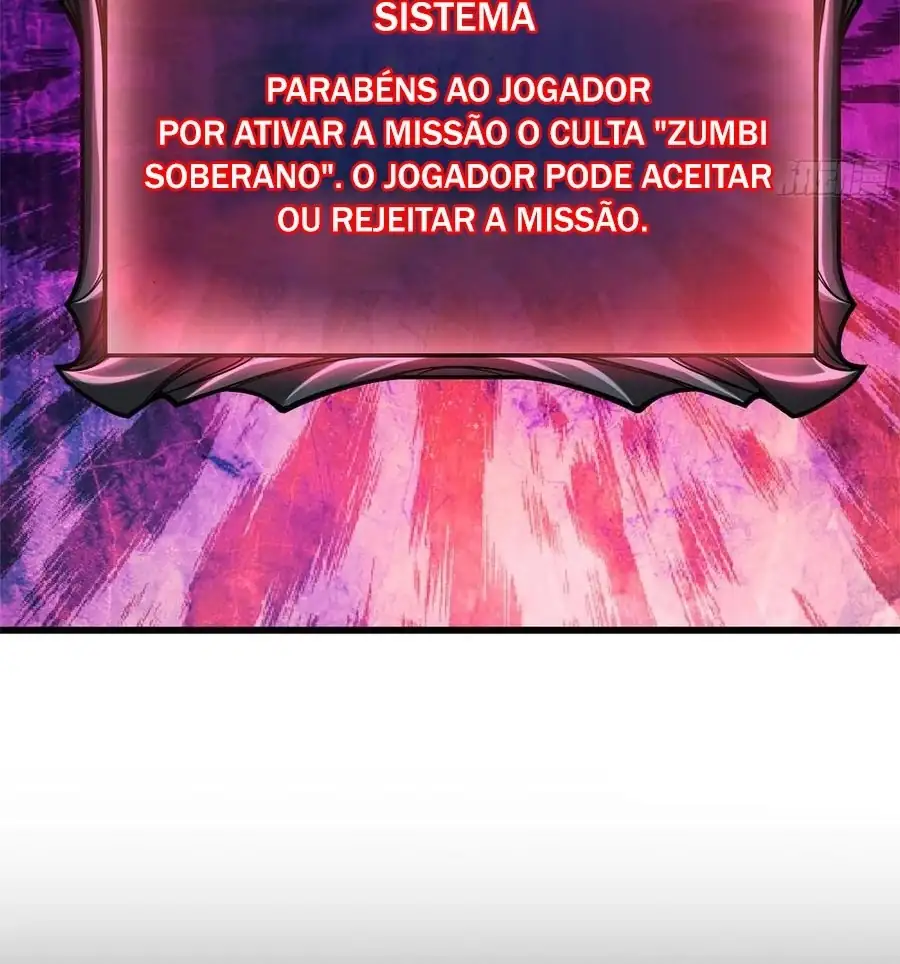 SISTEMA
PARABÉNS AO JOGADOR
POR ATIVAR A MISSÃO O CULTA "ZUMBI
SOBERANO". O JOGADOR PODE ACEITAR
OU REJEITAR A MISSÃO.